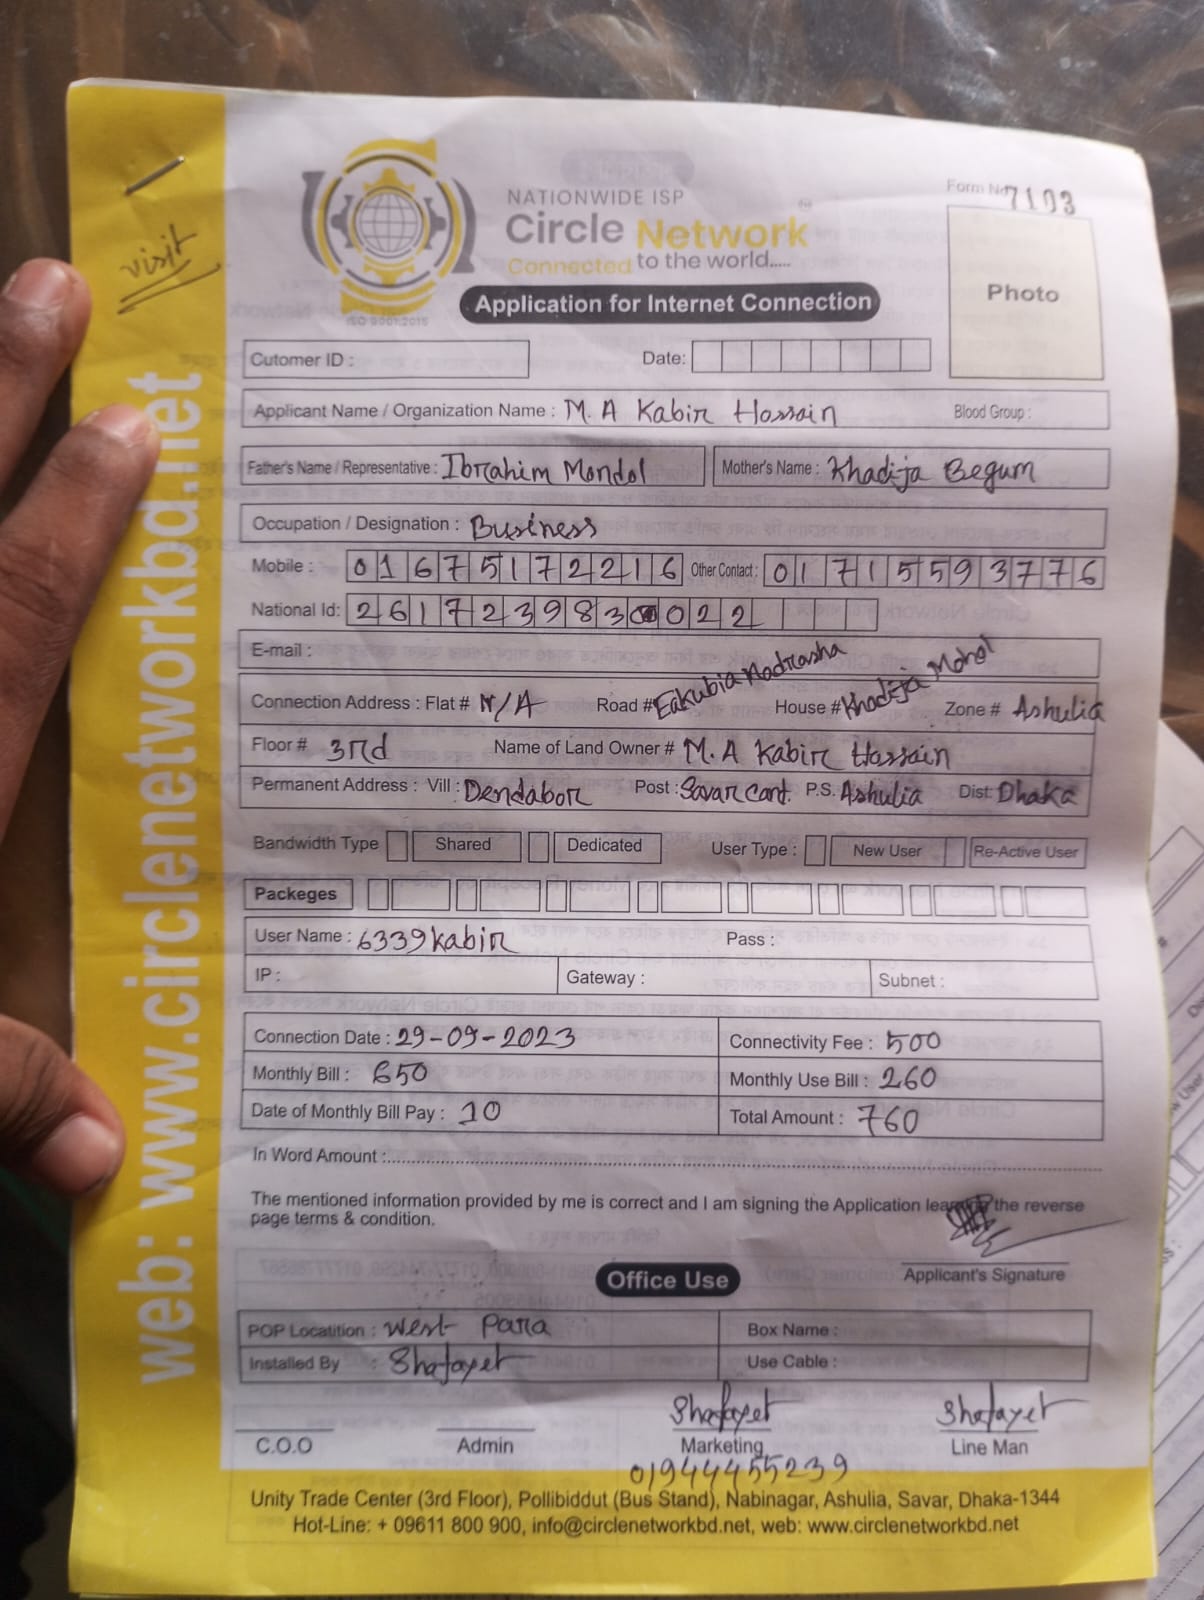 visit
NATIONWIDE ISP
Form No 7103
Circle Network
Connected to the world.....
ISO 9001:2015
Application for Internet Connection
Photo
Cutomer ID :
Date:
Applicant Name / Organization Name : M. A Kabir Hossain Blood Group :
Father's Name / Representative : Ibrahim Mondol Mother's Name : Khadija Begum
Occupation / Designation : Business
Mobile : 01675172216 Other Contact : 01715593776
National Id: 2617239830022
E-mail :
Connection Address : Flat # N/A Road # Eakubia Madrasha House # Khadija Mohol Zone # Ashulia
Floor # 3rd Name of Land Owner # M. A Kabir Hossain
Permanent Address : Vill : Dendabor Post : Savar Cant. P.S. Ashulia Dist: Dhaka
Bandwidth Type Shared Dedicated User Type : New User Re-Active User
Packeges
User Name : 6339kabir Pass :
IP : Gateway : Subnet :
Connection Date : 29-09-2023 Connectivity Fee : 500
Monthly Bill : 650 Monthly Use Bill : 260
Date of Monthly Bill Pay : 10 Total Amount : 760
In Word Amount :
The mentioned information provided by me is correct and I am signing the Application the reverse
page terms & condition.
Applicant's Signature
Office Use
POP Locatition : West Para Box Name :
Installed By : Shafayet Use Cable :
Shafayet Shafayet
C.O.O Admin Marketing Line Man
01944455239
Unity Trade Center (3rd Floor), Pollibiddut (Bus Stand), Nabinagar, Ashulia, Savar, Dhaka-1344
Hot-Line: + 09611 800 900, info@circlenetworkbd.net, web: www.circlenetworkbd.net
web: www.circlenetworkbd.net